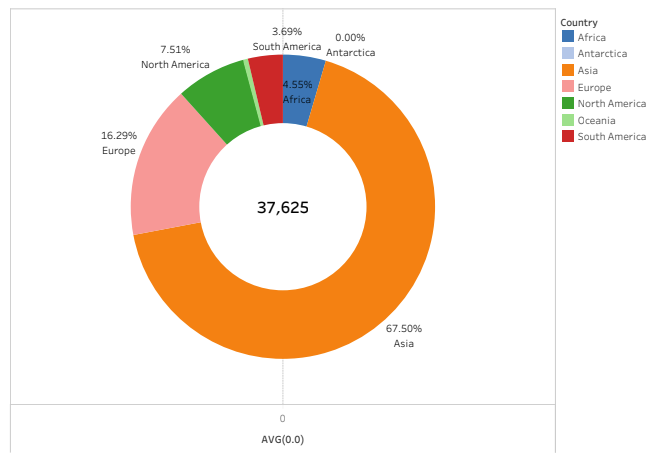 3.69%
South America
0.00%
Antarctica
7.51%
North America
4.55%
Africa
16.29%
Europe
37,625
67.50%
Asia
0
AVG(0.0)
Country
Africa
Antarctica
Asia
Europe
North America
Oceania
South America